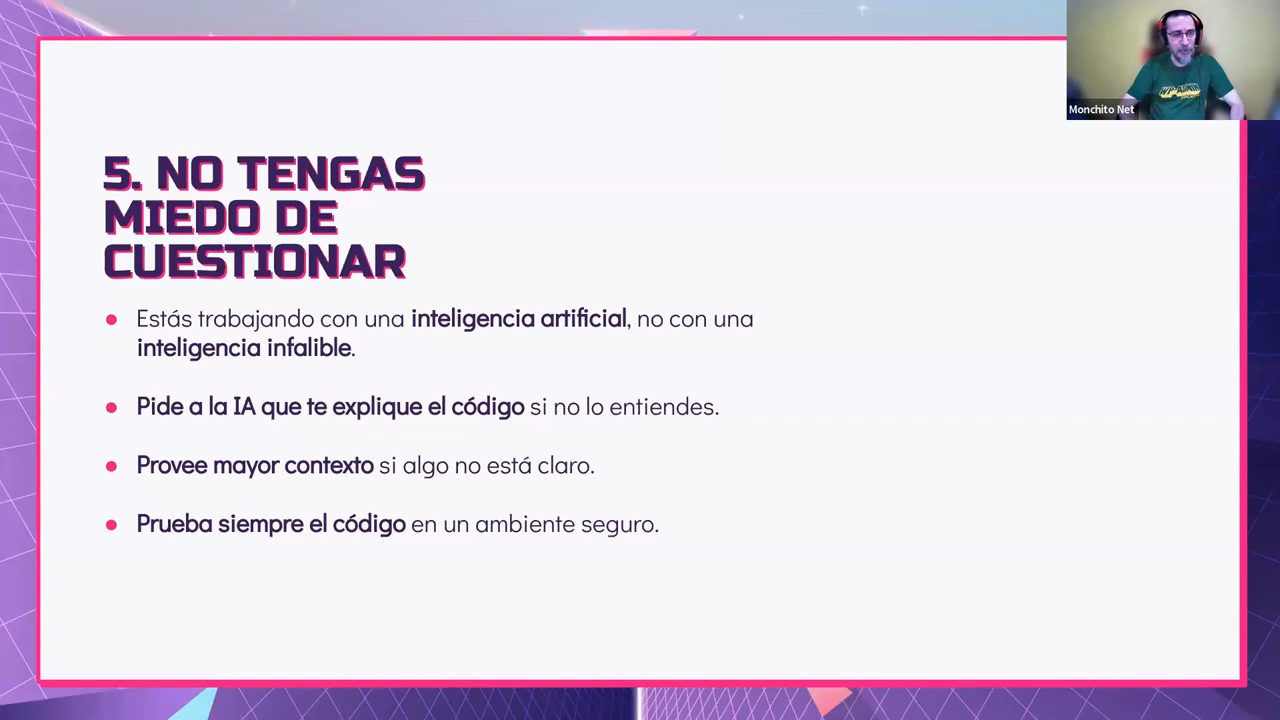 5. NO TENGAS
MIEDO DE
CUESTIONAR
● Estás trabajando con una inteligencia artificial, no con una
inteligencia infalible.
● Pide a la IA que te explique el código si no lo entiendes.
● Provee mayor contexto si algo no está claro.
● Prueba siempre el código en un ambiente seguro.
Monchito Net